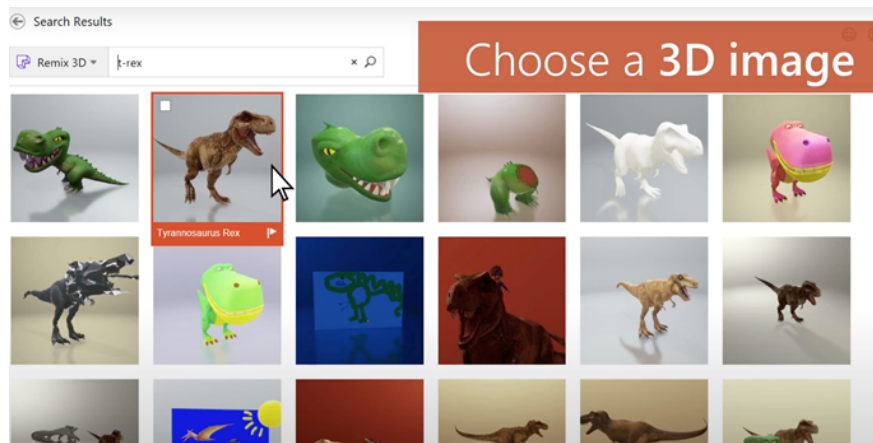 Search Results
Choose a 3D image
Remix 3D
t-rex
Tyrannosaurus Rex